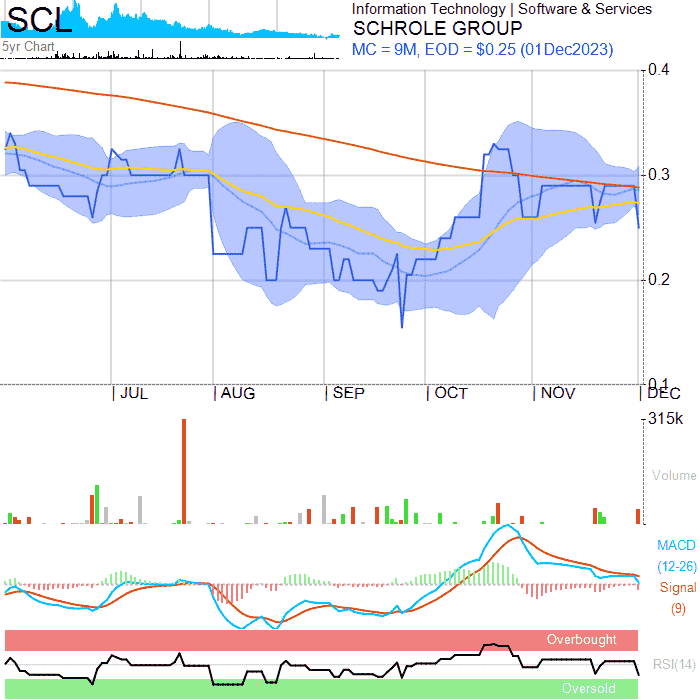 SCL
5yr Chart
Information Technology | Software & Services
SCHROLE GROUP
MC = 9M, EOD = $0.25 (01Dec2023)
0.4
0.3
0.2
0.1
JUL
AUG
SEP
OCT
NOV
DEC
315k
Volume
MACD
(12-26)
Signal
(9)
Overbought
RSI(14)
Oversold